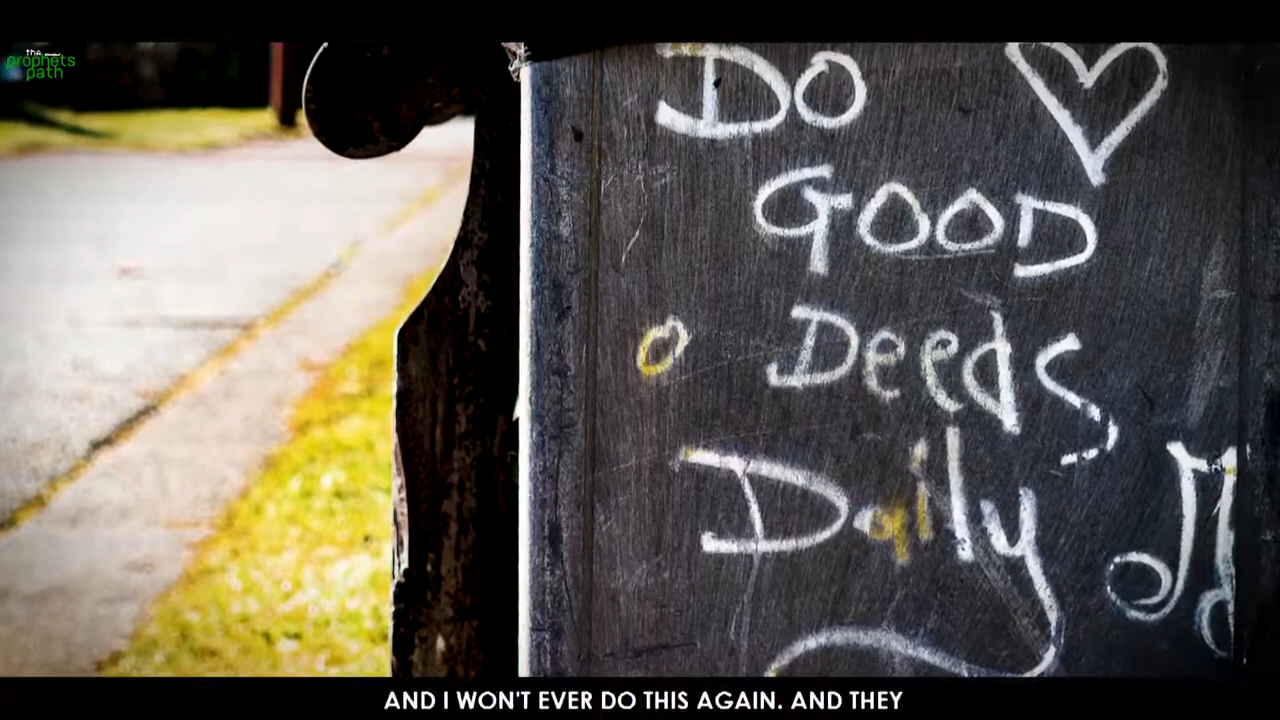 the
prophets
path
DO
GOOD
Deeds
Daily
AND I WON'T EVER DO THIS AGAIN. AND THEY